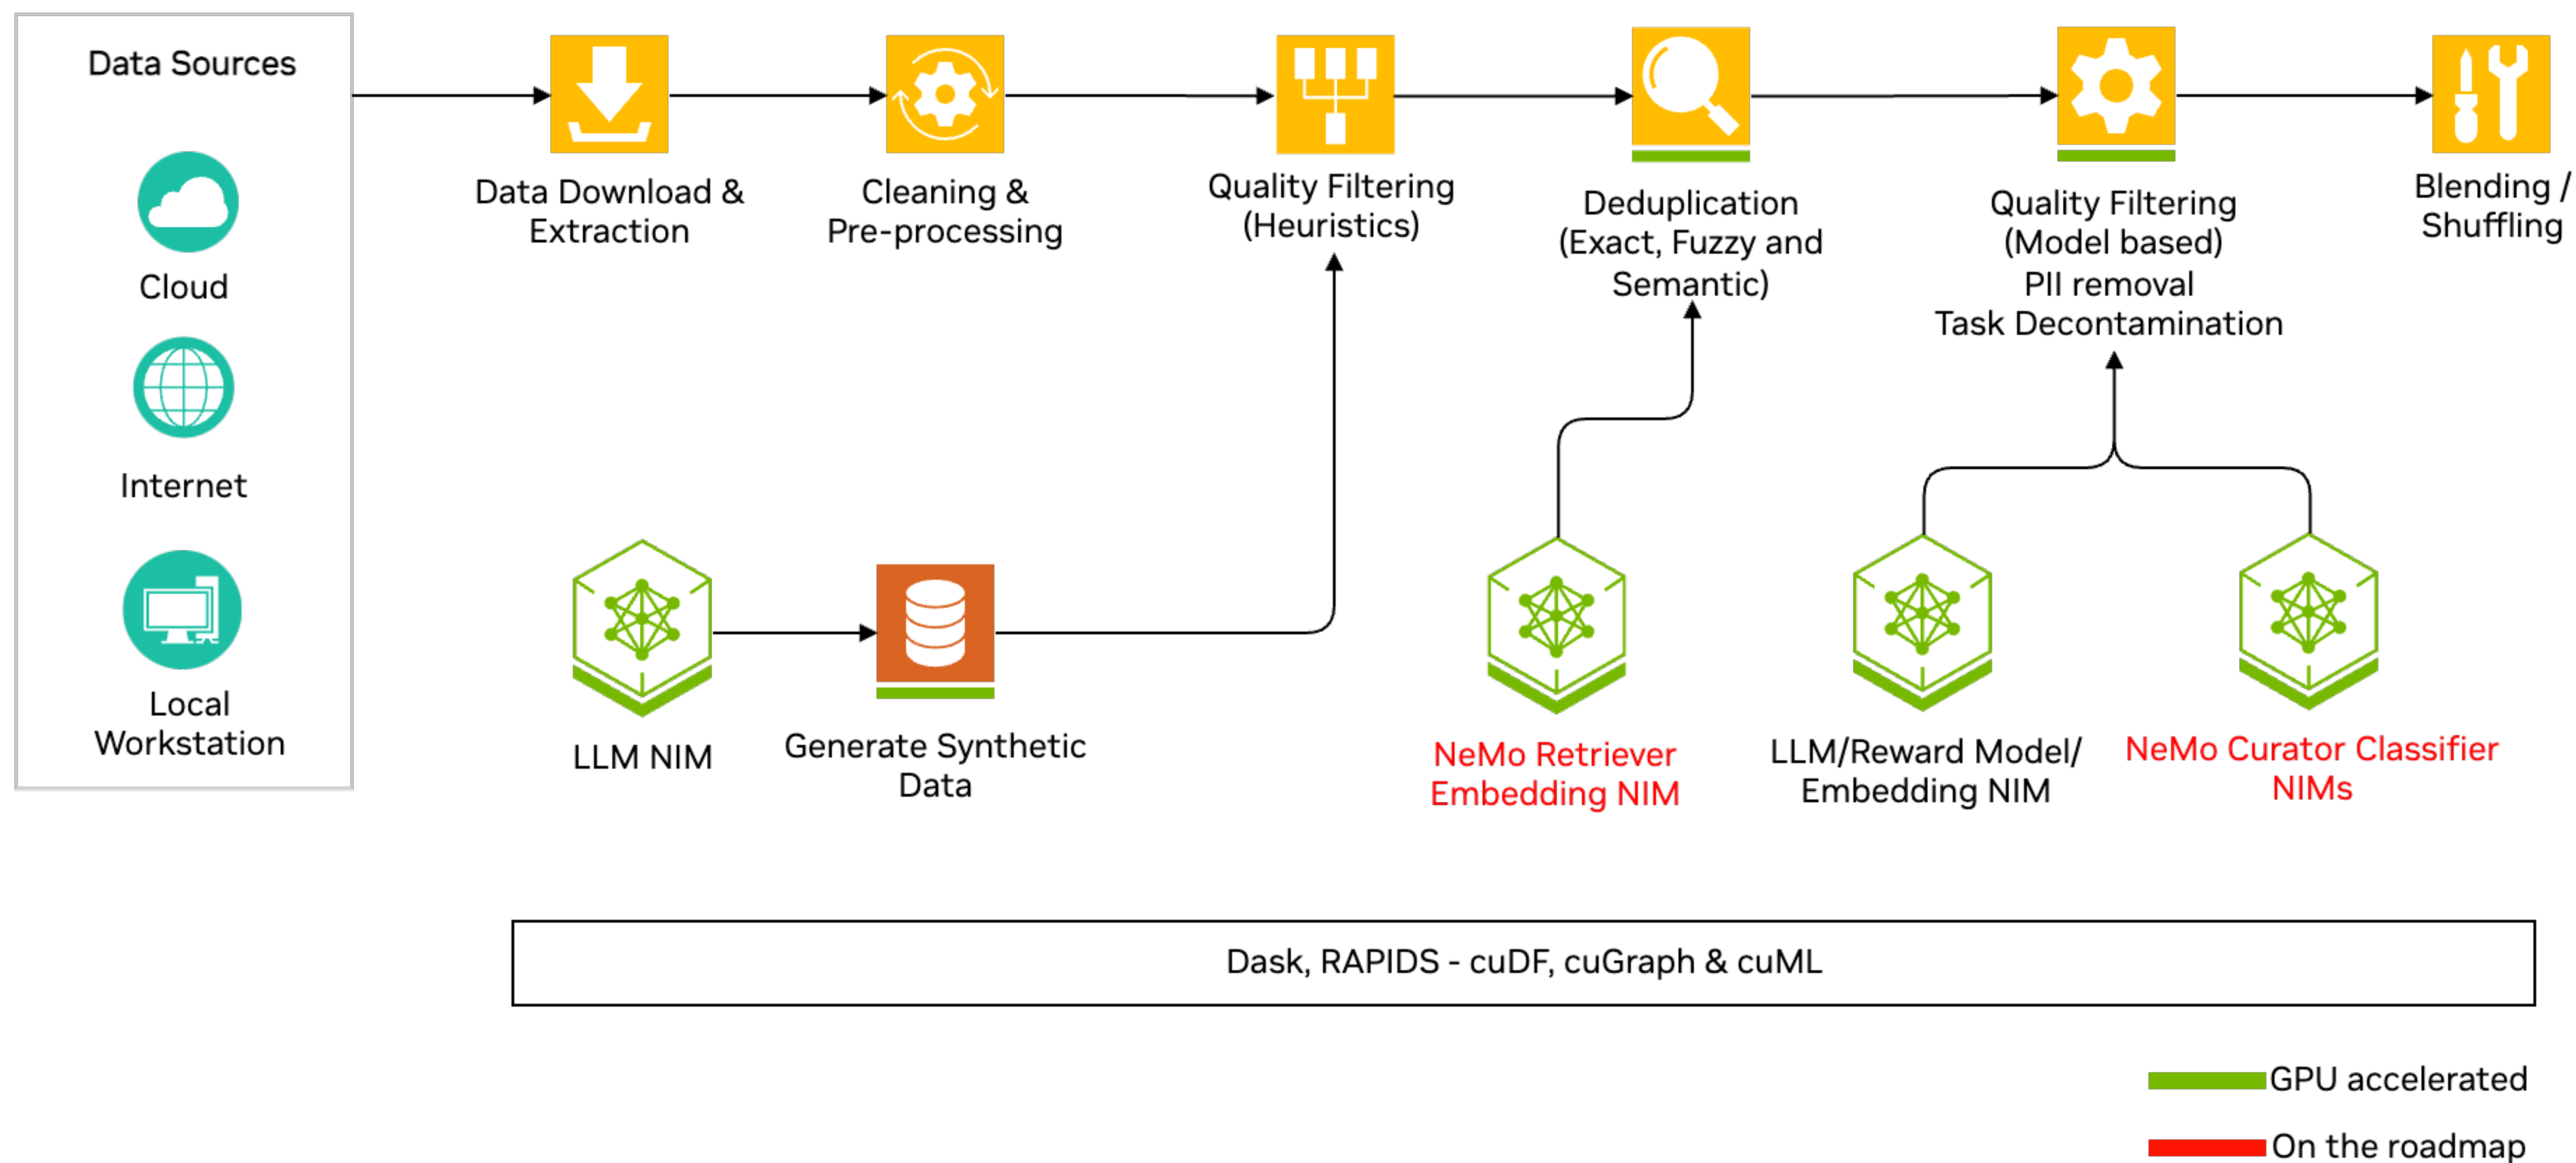 Data Sources
Cloud
Internet
Local
Workstation
Data Download &
Extraction
Cleaning &
Pre-processing
Quality Filtering
(Heuristics)
Deduplication
(Exact, Fuzzy and
Semantic)
Quality Filtering
(Model based)
PII removal
Task Decontamination
Blending /
Shuffling
LLM NIM
Generate Synthetic
Data
NeMo Retriever
Embedding NIM
LLM/Reward Model/
Embedding NIM
NeMo Curator Classifier
NIMs
Dask, RAPIDS - cuDF, cuGraph & cuML
GPU accelerated
On the roadmap